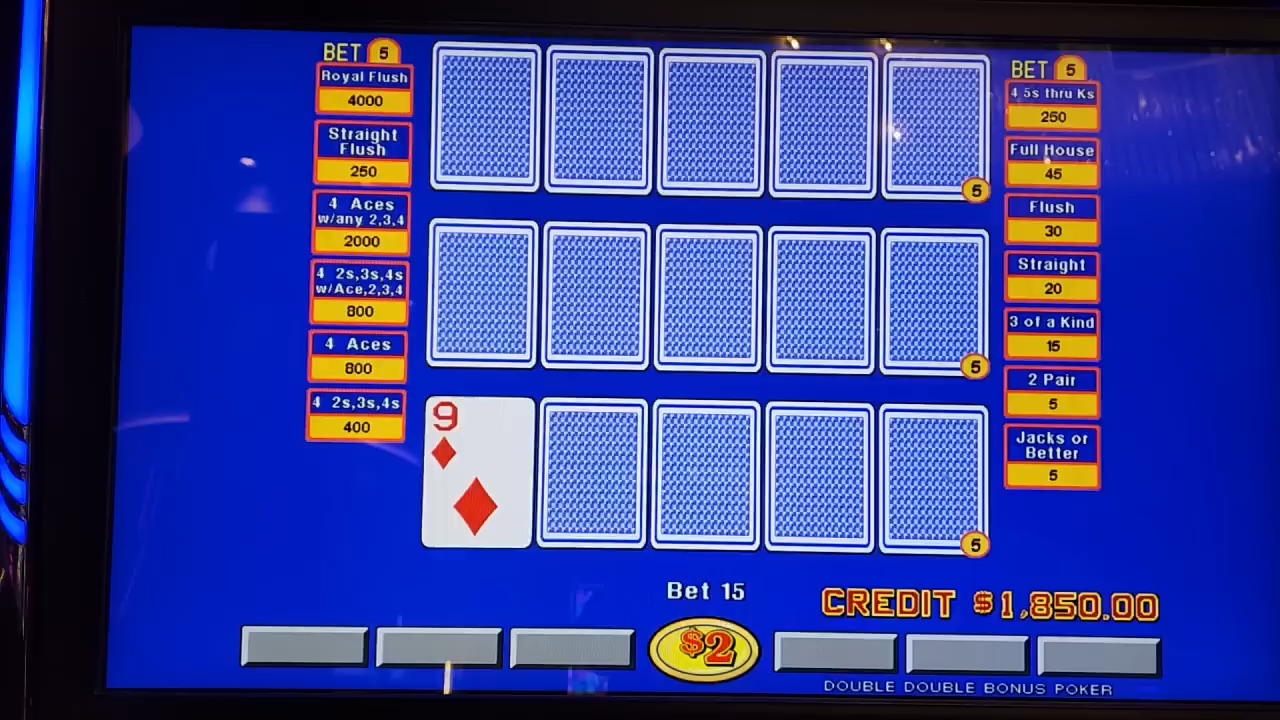 BET 5
Royal Flush
4000
Straight
Flush
250
4 Aces
w/any 2,3,4
2000
4 2s,3s,4s
w/Ace,2,3,4
800
4 Aces
800
4 2s,3s,4s
400
5
5
9
5
BET 5
4 5s thru Ks
250
Full House
45
Flush
30
Straight
20
3 of a Kind
15
2 Pair
5
Jacks or
Better
5
Bet 15
CREDIT $1,850.00
$2
DOUBLE DOUBLE BONUS POKER